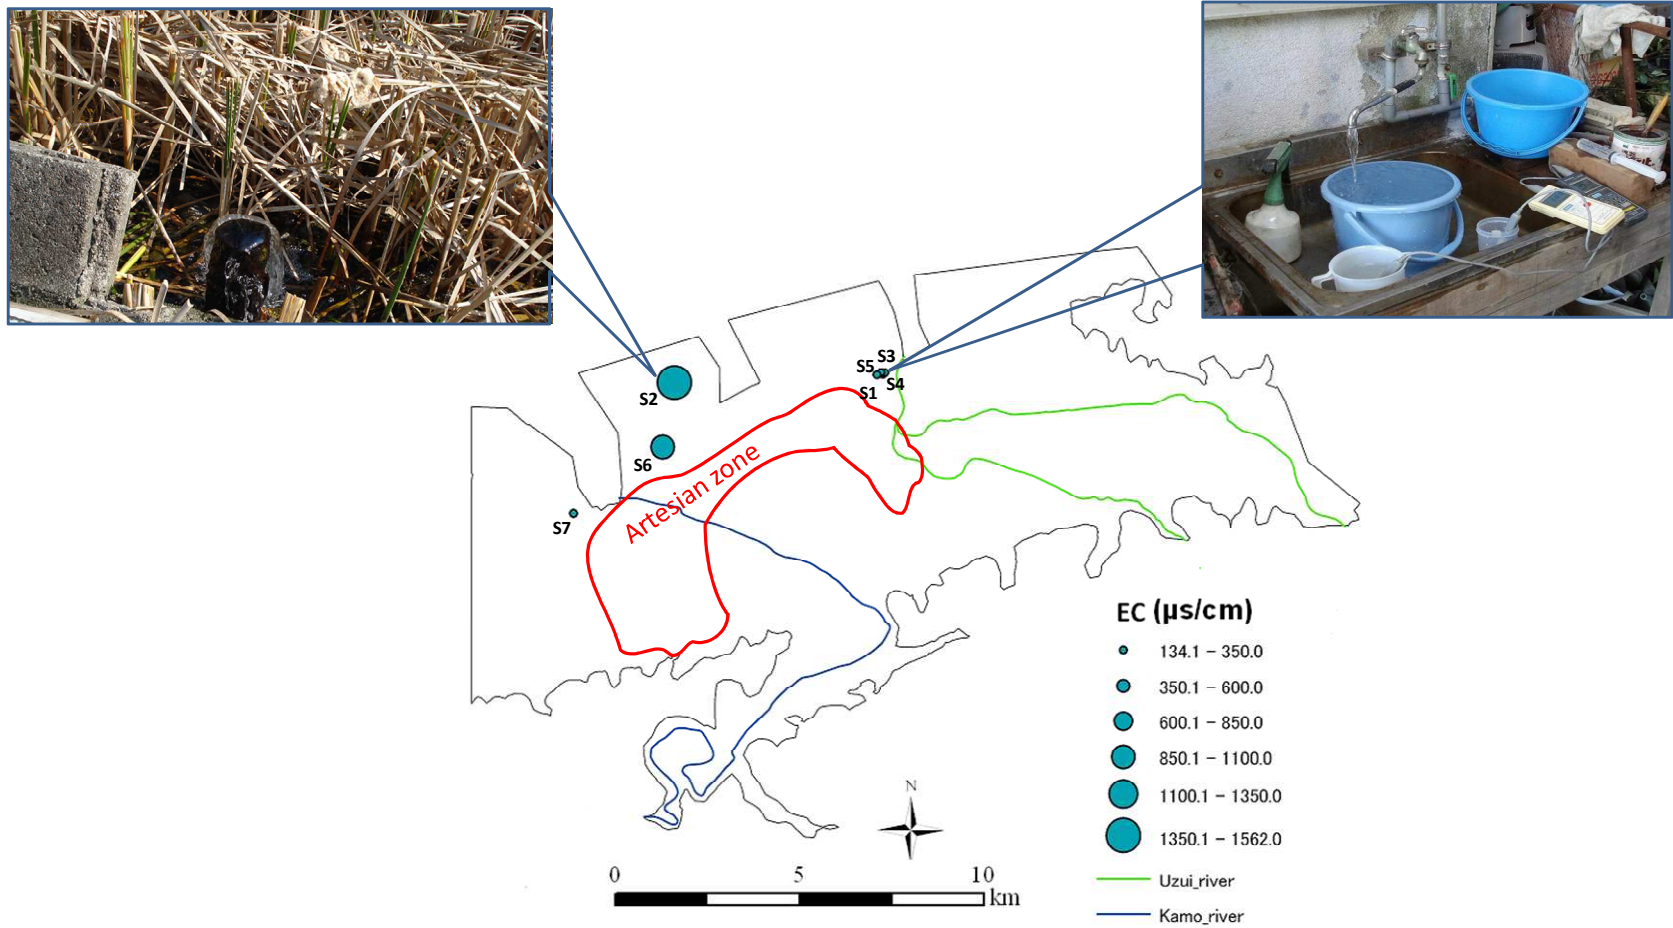 S3
S5
S4
S1
S2
S6
S7
Artesian zone
EC (µs/cm)
134.1 – 350.0
350.1 – 600.0
600.1 – 850.0
850.1 – 1100.0
1100.1 – 1350.0
1350.1 – 1562.0
Uzui_river
Kamo_river
N
0 5 10
km